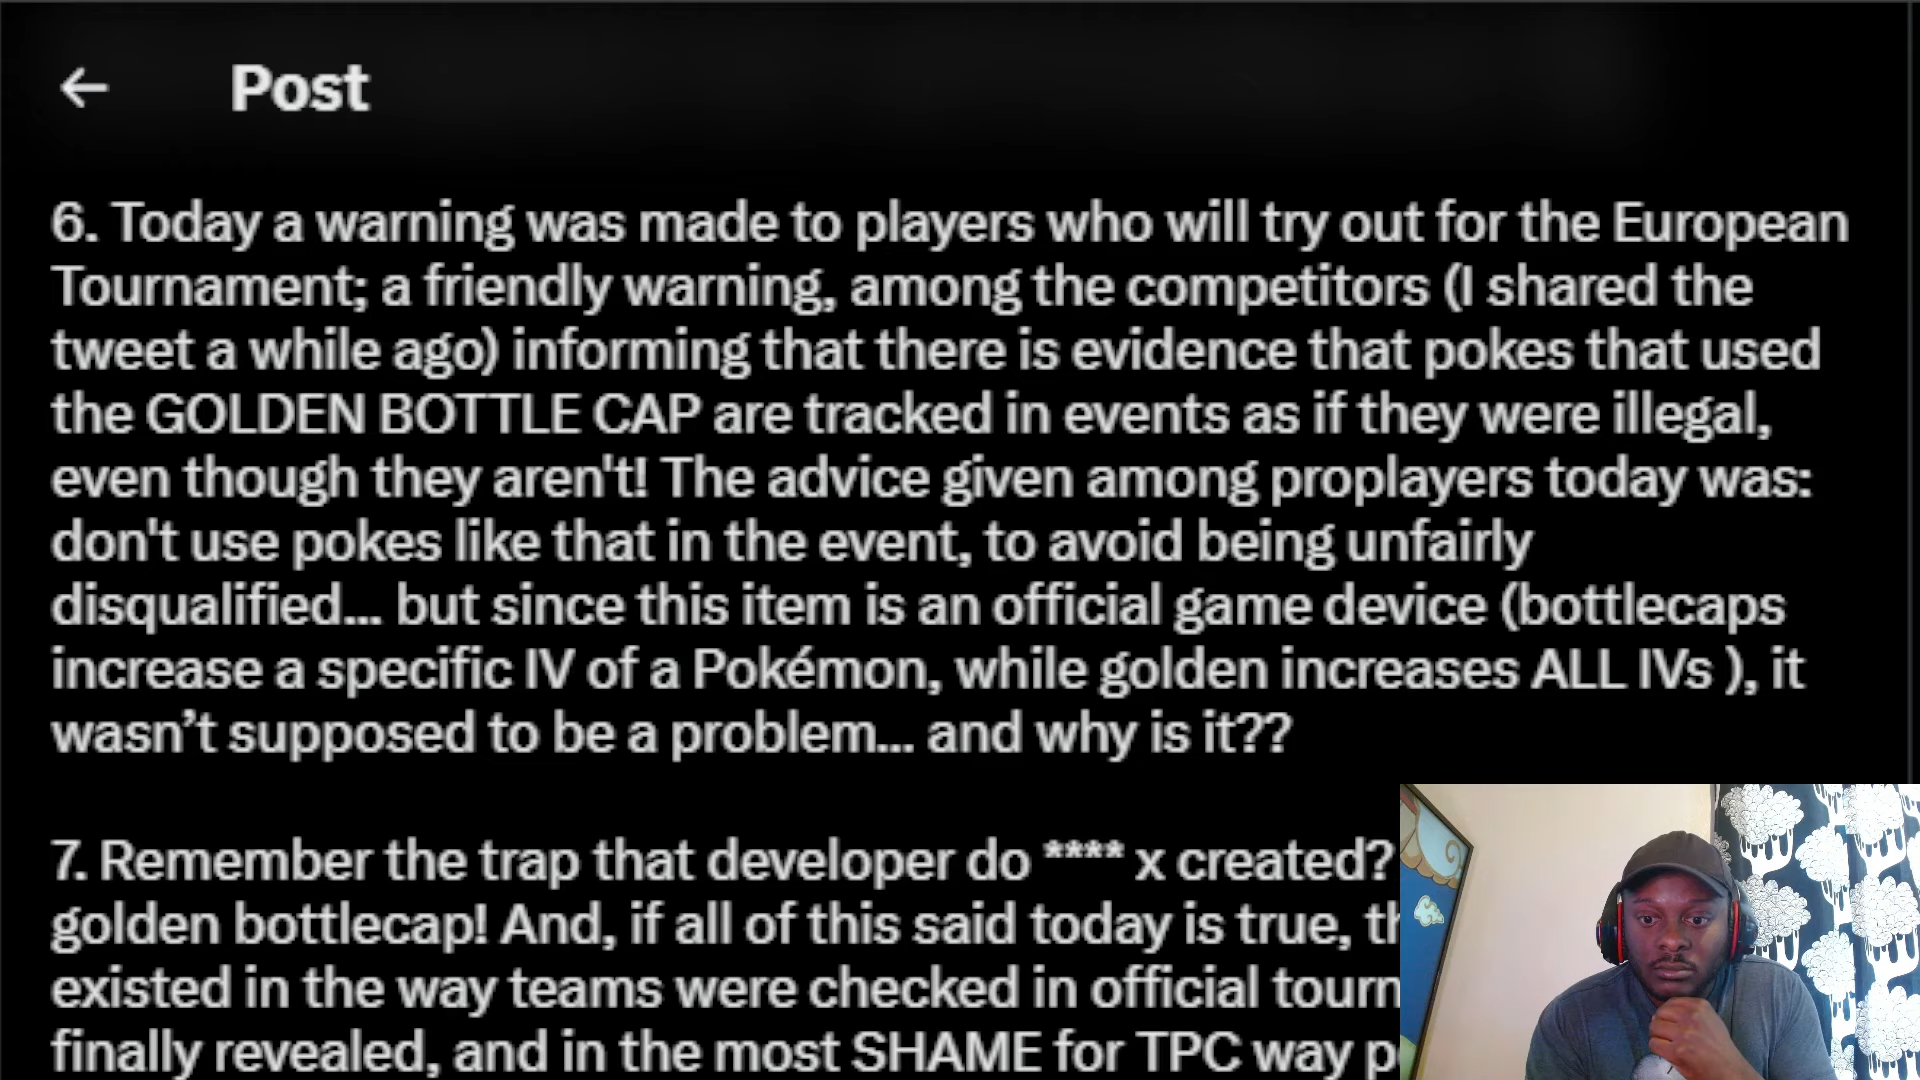 Post
6. Today a warning was made to players who will try out for the European
Tournament; a friendly warning, among the competitors (I shared the
tweet a while ago) informing that there is evidence that pokes that used
the GOLDEN BOTTLE CAP are tracked in events as if they were illegal,
even though they aren't! The advice given among proplayers today was:
don't use pokes like that in the event, to avoid being unfairly
disqualified... but since this item is an official game device (bottlecaps
increase a specific IV of a Pokémon, while golden increases ALL IVs ), it
wasn’t supposed to be a problem... and why is it??
7. Remember the trap that developer do **** x created?
golden bottlecap! And, if all of this said today is true,
existed in the way teams were checked in official
finally revealed, and in the most SHAME for TPC way